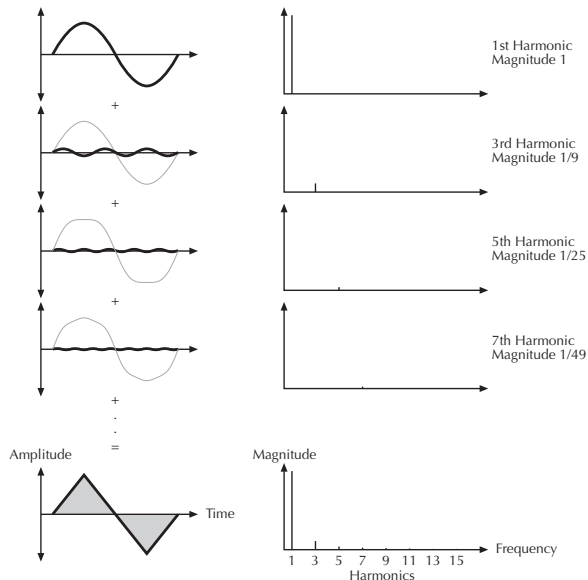 1st Harmonic
Magnitude 1
+
3rd Harmonic
Magnitude 1/9
+
5th Harmonic
Magnitude 1/25
+
7th Harmonic
Magnitude 1/49
+
.
.
=
Amplitude
Time
Magnitude
Frequency
1 3 5 7 9 11 13 15
Harmonics